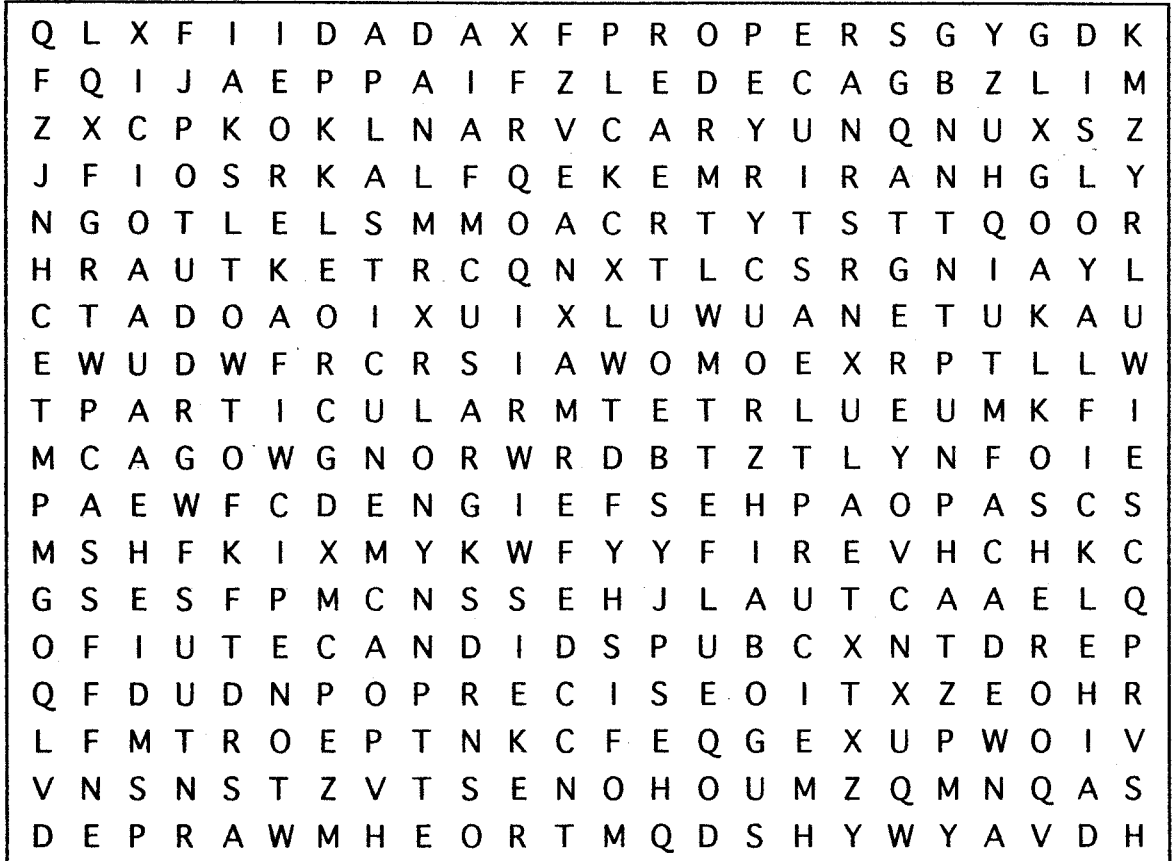 Q L X F I I D A D A X F P R O P E R S G Y G D K
F Q I J A E P P A I F Z L E D E C A G B Z L I M
Z X C P K O K L N A R V C A R Y U N Q N U X S Z
J F I O S R K A L F Q E K E M R I R A N H G L Y
N G O T L E L S M M O A C R T Y T S T T Q O O R
H R A U T K E T R C Q N X T L C S R G N I A Y L
C T A D O A O I X U I X L U W U A N E T U K A U
E W U D W F R C R S I A W O M O E X R P T L L W
T P A R T I C U L A R M T E T R L U E U M K F I
M C A G O W G N O R W R D B T Z T L Y N F O I E
P A E W F C D E N G I E F S E H P A O P A S C S
M S H F K I X M Y K W F Y Y F I R E V H C H K C
G S E S F P M C N S S E H J L A U T C A A E L Q
O F I U T E C A N D I D S P U B C X N T D R E P
Q F D U D N P O P R E C I S E O I T X Z E O H R
L F M T R O E P T N K C F E Q G E X U P W O I V
V N S N S T Z V T S E N O H O U M Z Q M N Q A S
D E P R A W M H E O R T M Q D S H Y W Y A V D H